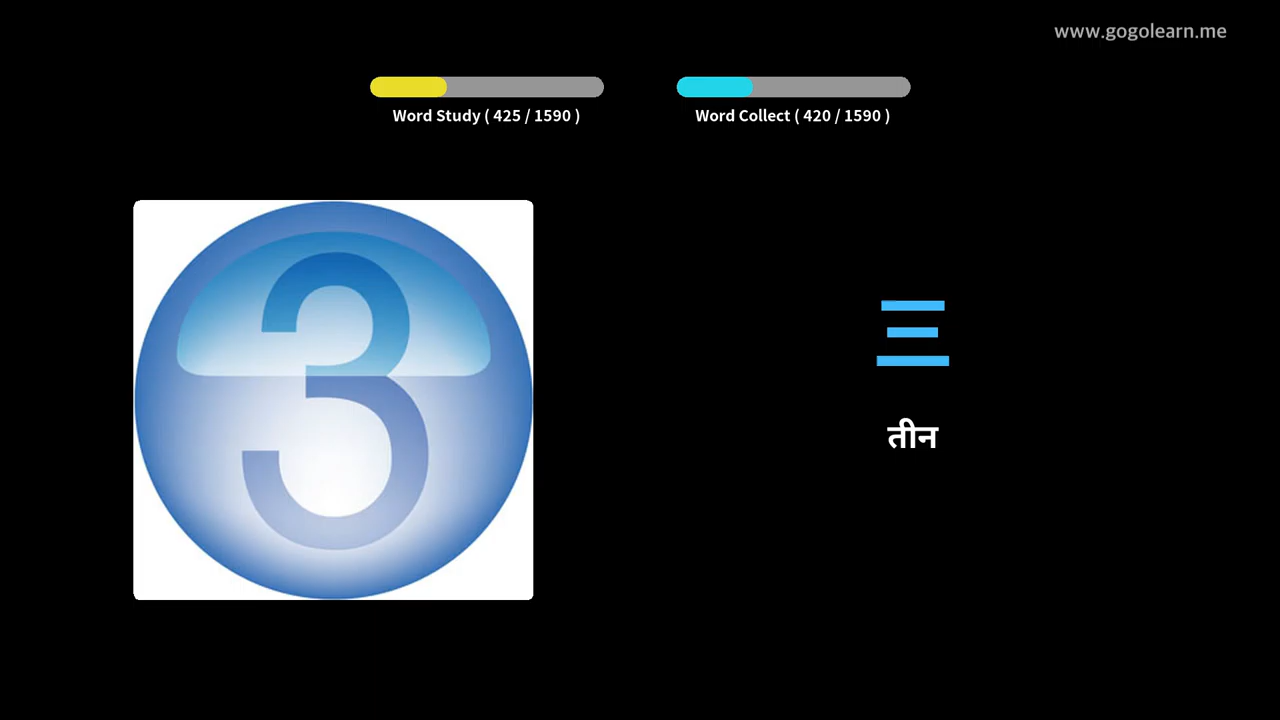 www.gogolearn.me
Word Study ( 425 / 1590 )
Word Collect ( 420 / 1590 )
3
三
तीन